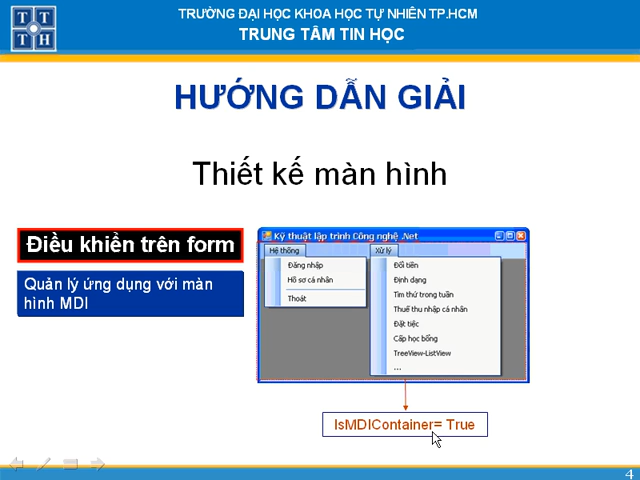 TRƯỜNG ĐẠI HỌC KHOA HỌC TỰ NHIÊN TP.HCM
TRUNG TÂM TIN HỌC
T T
T H
HƯỚNG DẪN GIẢI
Thiết kế màn hình
Điều khiển trên form
Quản lý ứng dụng với màn
hình MDI
Kỹ thuật lập trình Công nghệ .Net
Hệ thống
Đăng nhập
Hồ sơ cá nhân
Thoát
Xử lý
Đổi tiền
Định dạng
Tìm thứ trong tuần
Thuế thu nhập cá nhân
Đặt tiệc
Cấp học bổng
TreeView-ListView
...
IsMDIContainer= True
4